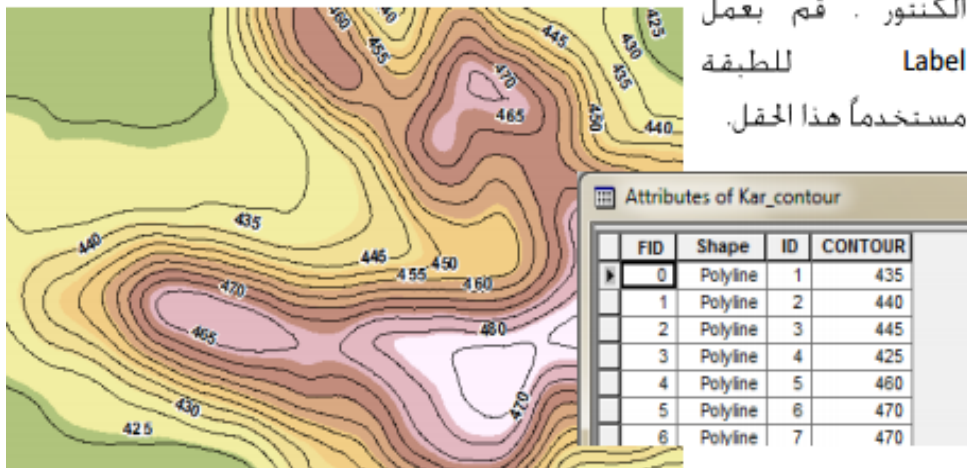 الكنتور . قم بعمل
Label للطبقة
مستخدماً هذا الحقل.
460
40
455
445
425
430
435
470
465
450
440
435
440
445
455
450
460
470
465
480
470
430
425
Attributes of Kar_contour
FID Shape ID CONTOUR
0 Polyline 1 435
1 Polyline 2 440
2 Polyline 3 445
3 Polyline 4 425
4 Polyline 5 460
5 Polyline 6 470
6 Polyline 7 470